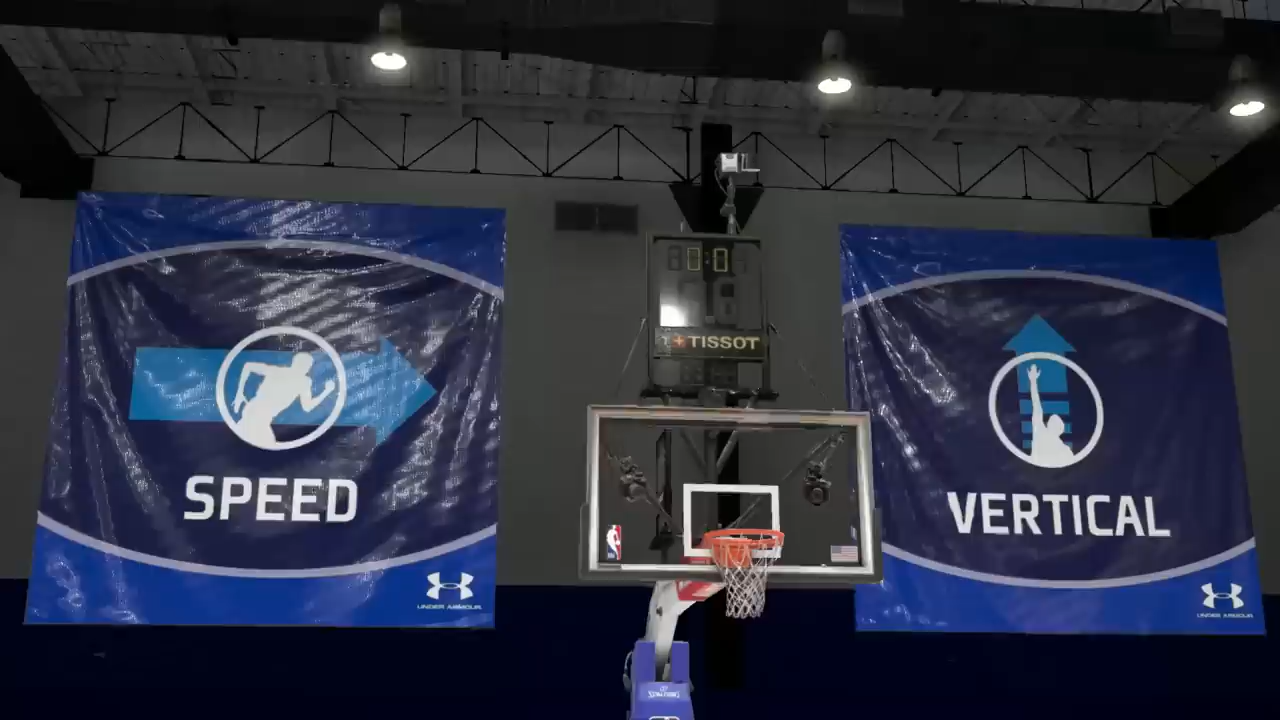 TISSOT
SPEED
VERTICAL
UNDER ARMOUR
UNDER ARMOUR